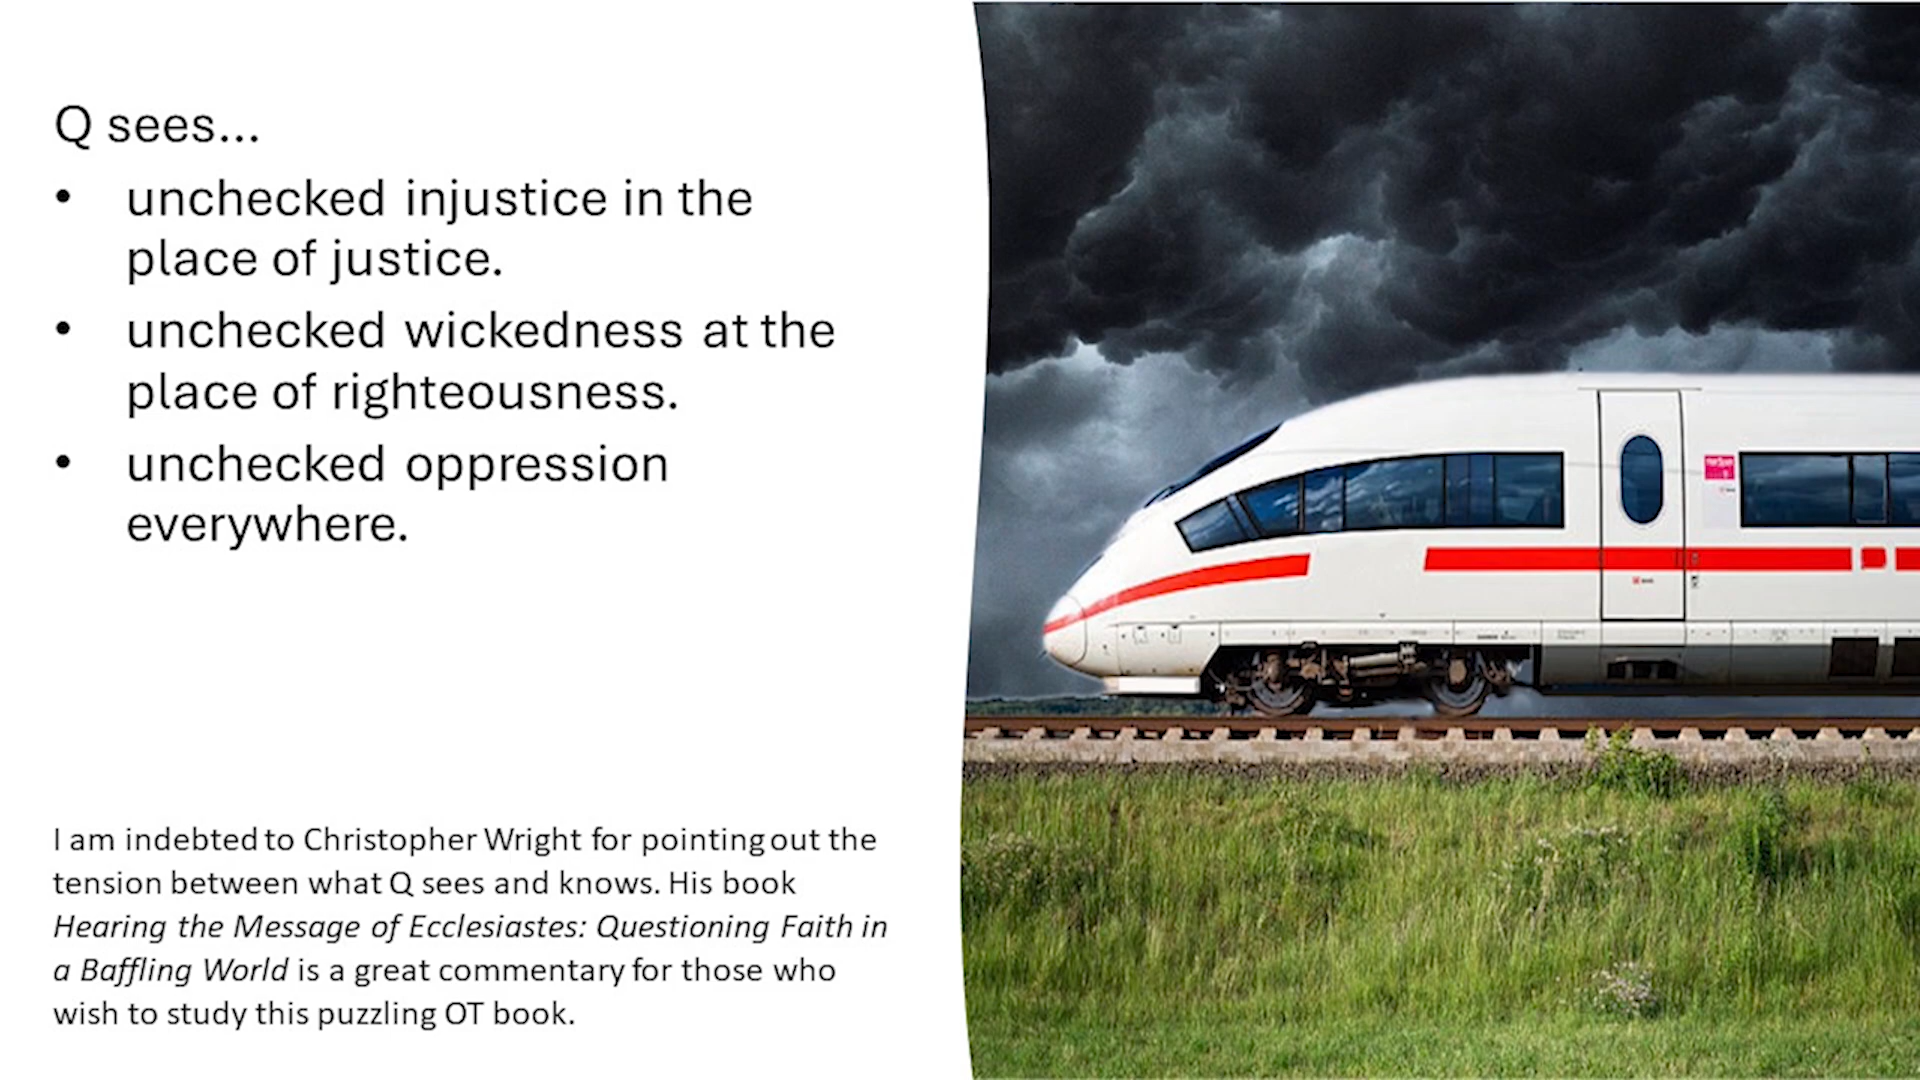 Q sees...
• unchecked injustice in the
place of justice.
• unchecked wickedness at the
place of righteousness.
• unchecked oppression
everywhere.
I am indebted to Christopher Wright for pointing out the
tension between what Q sees and knows. His book
Hearing the Message of Ecclesiastes: Questioning Faith in
a Baffling World is a great commentary for those who
wish to study this puzzling OT book.